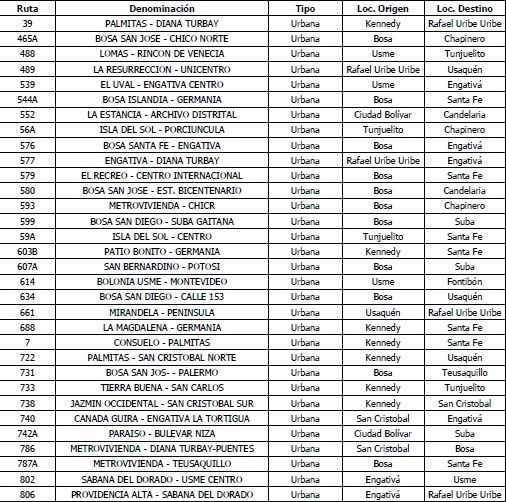 Ruta Denominación Tipo Loc. Origen Loc. Destino
39 PALMITAS - DIANA TURBAY Urbana Kennedy Rafael Uribe Uribe
465A BOSA SAN JOSE - CHICO NORTE Urbana Bosa Chapinero
488 LOMAS - RINCON DE VENECIA Urbana Usme Tunjuelito
489 LA RESURRECCION - UNICENTRO Urbana Rafael Uribe Uribe Usaquén
539 EL UVAL - ENGATIVA CENTRO Urbana Usme Engativá
544A BOSA ISLANDIA - GERMANIA Urbana Bosa Santa Fe
552 LA ESTANCIA - ARCHIVO DISTRITAL Urbana Ciudad Bolívar Candelaria
56A ISLA DEL SOL - PORCIUNCULA Urbana Tunjuelito Chapinero
576 BOSA SANTA FE - ENGATIVA Urbana Bosa Engativá
577 ENGATIVA - DIANA TURBAY Urbana Rafael Uribe Uribe Engativá
579 EL RECREO - CENTRO INTERNACIONAL Urbana Bosa Santa Fe
580 BOSA SAN JOSE - EST. BICENTENARIO Urbana Bosa Candelaria
593 METROVIVIENDA - CHICR Urbana Bosa Chapinero
599 BOSA SAN DIEGO - SUBA GAITANA Urbana Bosa Suba
59A ISLA DEL SOL - CENTRO Urbana Tunjuelito Santa Fe
603B PATIO BONITO - GERMANIA Urbana Kennedy Santa Fe
607A SAN BERNARDINO - POTOSI Urbana Bosa Suba
614 BOLONIA USME - MONTEVIDEO Urbana Usme Fontibón
634 BOSA SAN DIEGO - CALLE 153 Urbana Bosa Usaquén
661 MIRANDELA - PENINSULA Urbana Usaquén Rafael Uribe Uribe
688 LA MAGDALENA - GERMANIA Urbana Kennedy Santa Fe
7 CONSUELO - PALMITAS Urbana Kennedy Santa Fe
722 PALMITAS - SAN CRISTOBAL NORTE Urbana Kennedy Usaquén
731 BOSA SAN JOS- - PALERMO Urbana Bosa Teusaquillo
733 TIERRA BUENA - SAN CARLOS Urbana Kennedy Tunjuelito
738 JAZMIN OCCIDENTAL - SAN CRISTOBAL SUR Urbana Kennedy San Cristobal
740 CANADA GUIRA - ENGATIVA LA TORTIGUA Urbana San Cristobal Engativá
742A PARAISO - BULEVAR NIZA Urbana Ciudad Bolívar Suba
786 METROVIVIENDA - DIANA TURBAY-PUENTES Urbana San Cristobal Bosa
787A METROVIVIENDA - TEUSAQUILLO Urbana Bosa Santa Fe
802 SABANA DEL DORADO - USME CENTRO Urbana Engativá Usme
806 PROVIDENCIA ALTA - SABANA DEL DORADO Urbana Engativá Rafael Uribe Uribe